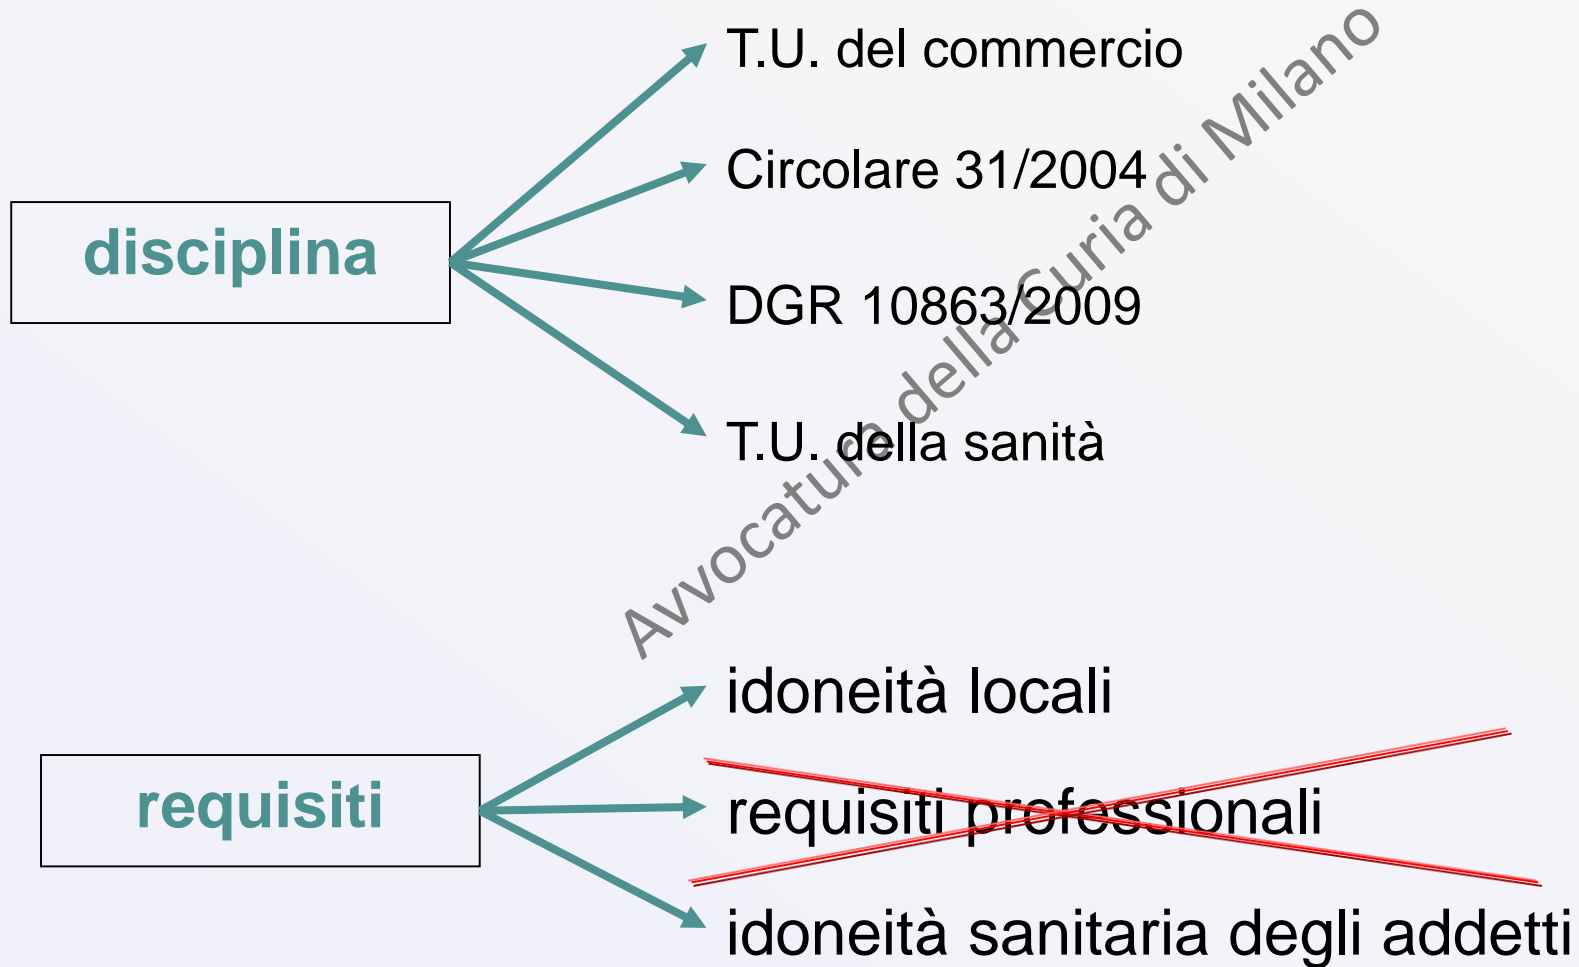 T.U. del commercio
Circolare 31/2004
disciplina
DGR 10863/2009
T.U. della sanità
Avvocatura della Curia di Milano
idoneità locali
requisiti
requisiti professionali
idoneità sanitaria degli addetti